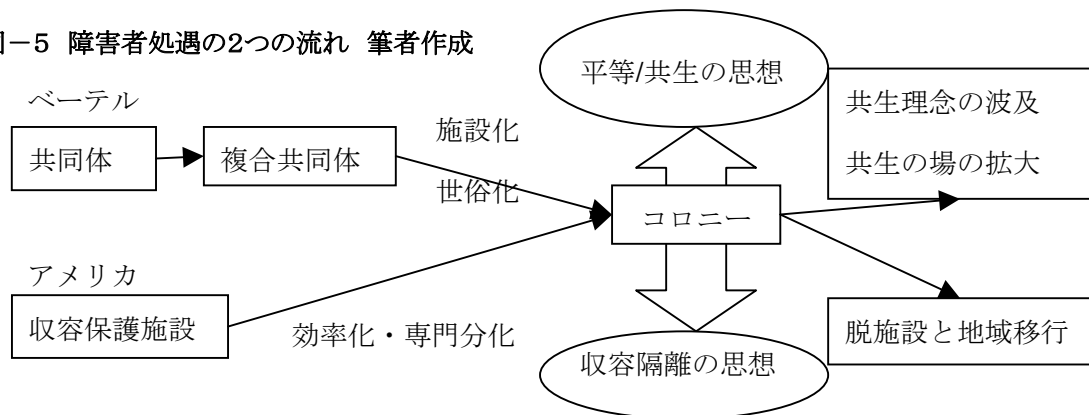 －5 障害者処遇の2つの流れ 筆者作成
ベーテル
共同体
複合共同体
施設化
世俗化
アメリカ
収容保護施設
効率化・専門分化
平等/共生の思想
コロニー
収容隔離の思想
共生理念の波及
共生の場の拡大
脱施設と地域移行